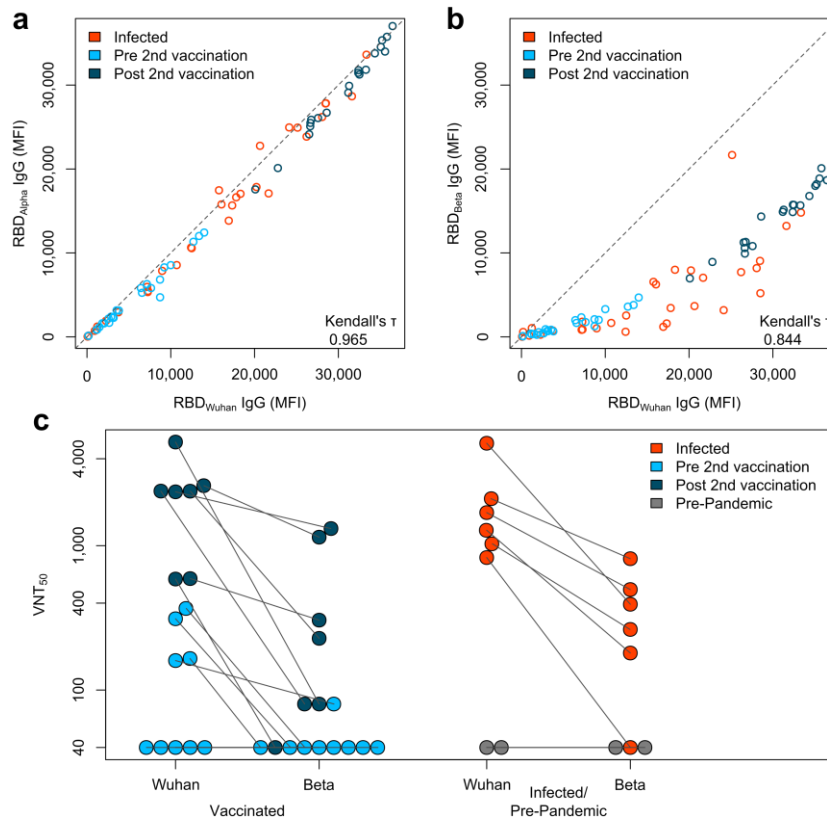 a
Infected
Pre 2nd vaccination
Post 2nd vaccination
RBDAlpha IgG (MFI)
30,000
20,000
10,000
0
Kendall's τ
0.965
0
10,000
20,000
30,000
RBDWuhan IgG (MFI)
b
Infected
Pre 2nd vaccination
Post 2nd vaccination
RBDBeta IgG (MFI)
30,000
20,000
10,000
0
Kendall's τ
0.844
0
10,000
20,000
30,000
RBDWuhan IgG (MFI)
c
Infected
Pre 2nd vaccination
Post 2nd vaccination
Pre-Pandemic
VNT50
4,000
1,000
400
100
40
Wuhan
Beta
Vaccinated
Wuhan
Beta
Infected/
Pre-Pandemic